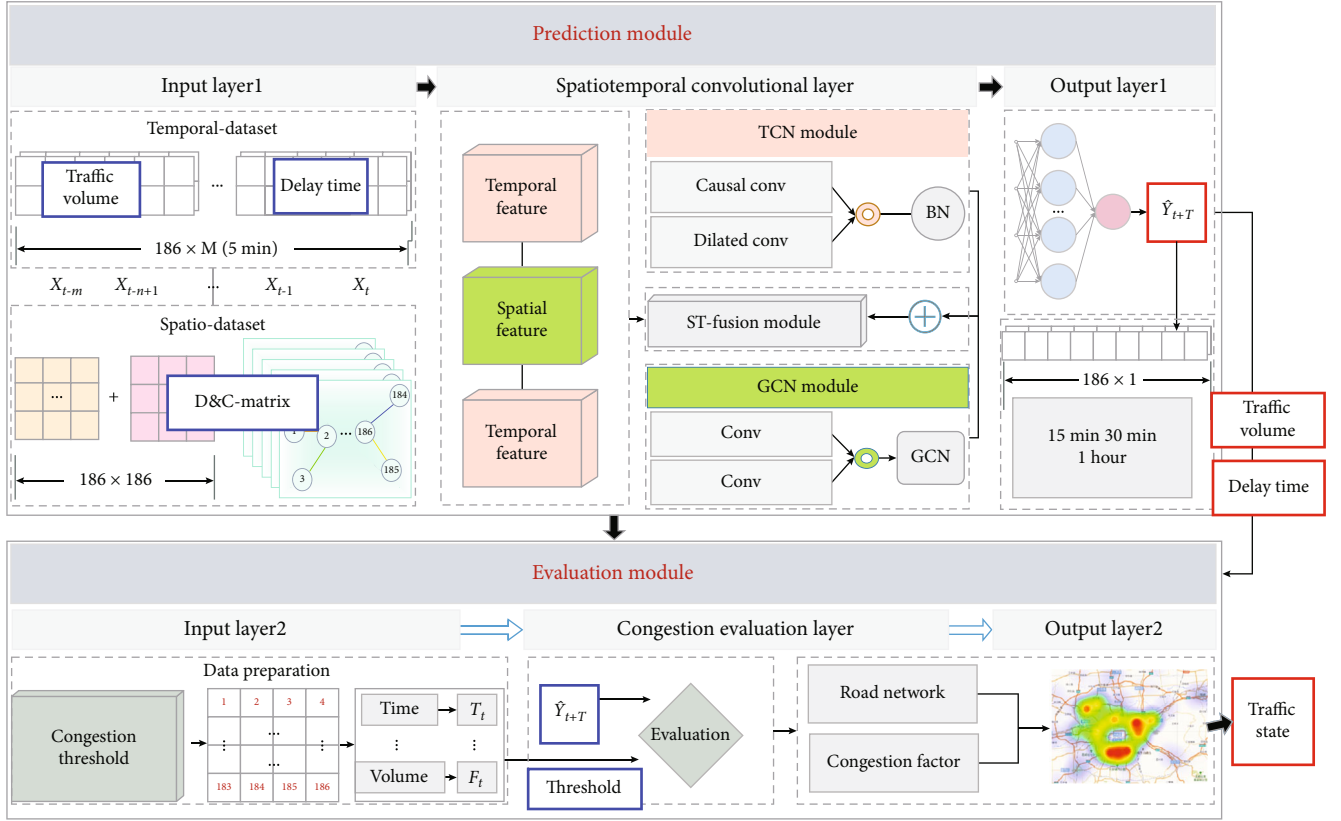 Prediction module
Input layer1
Spatiotemporal convolutional layer
Output layer1
Temporal-dataset
Traffic
volume
...
Delay time
186 × M (5 min)
X_{t-m}
X_{t-n+1}
...
X_{t-1}
X_t
Spatio-dataset
...
+
D&C-matrix
1
2
...
186
184
185
3
186 × 186
Temporal
feature
Spatial
feature
Temporal
feature
TCN module
Causal conv
Dilated conv
BN
ST-fusion module
GCN module
Conv
Conv
GCN
...
Ŷ_{t+T}
186 × 1
15 min 30 min
1 hour
Traffic
volume
Delay time
Evaluation module
Input layer2
Congestion evaluation layer
Output layer2
Data preparation
Congestion
threshold
1 2 3 4
...
...
183 184 185 186
Time
T_t
Volume
F_t
Ŷ_{t+T}
Threshold
Evaluation
Road network
Congestion factor
Traffic
state